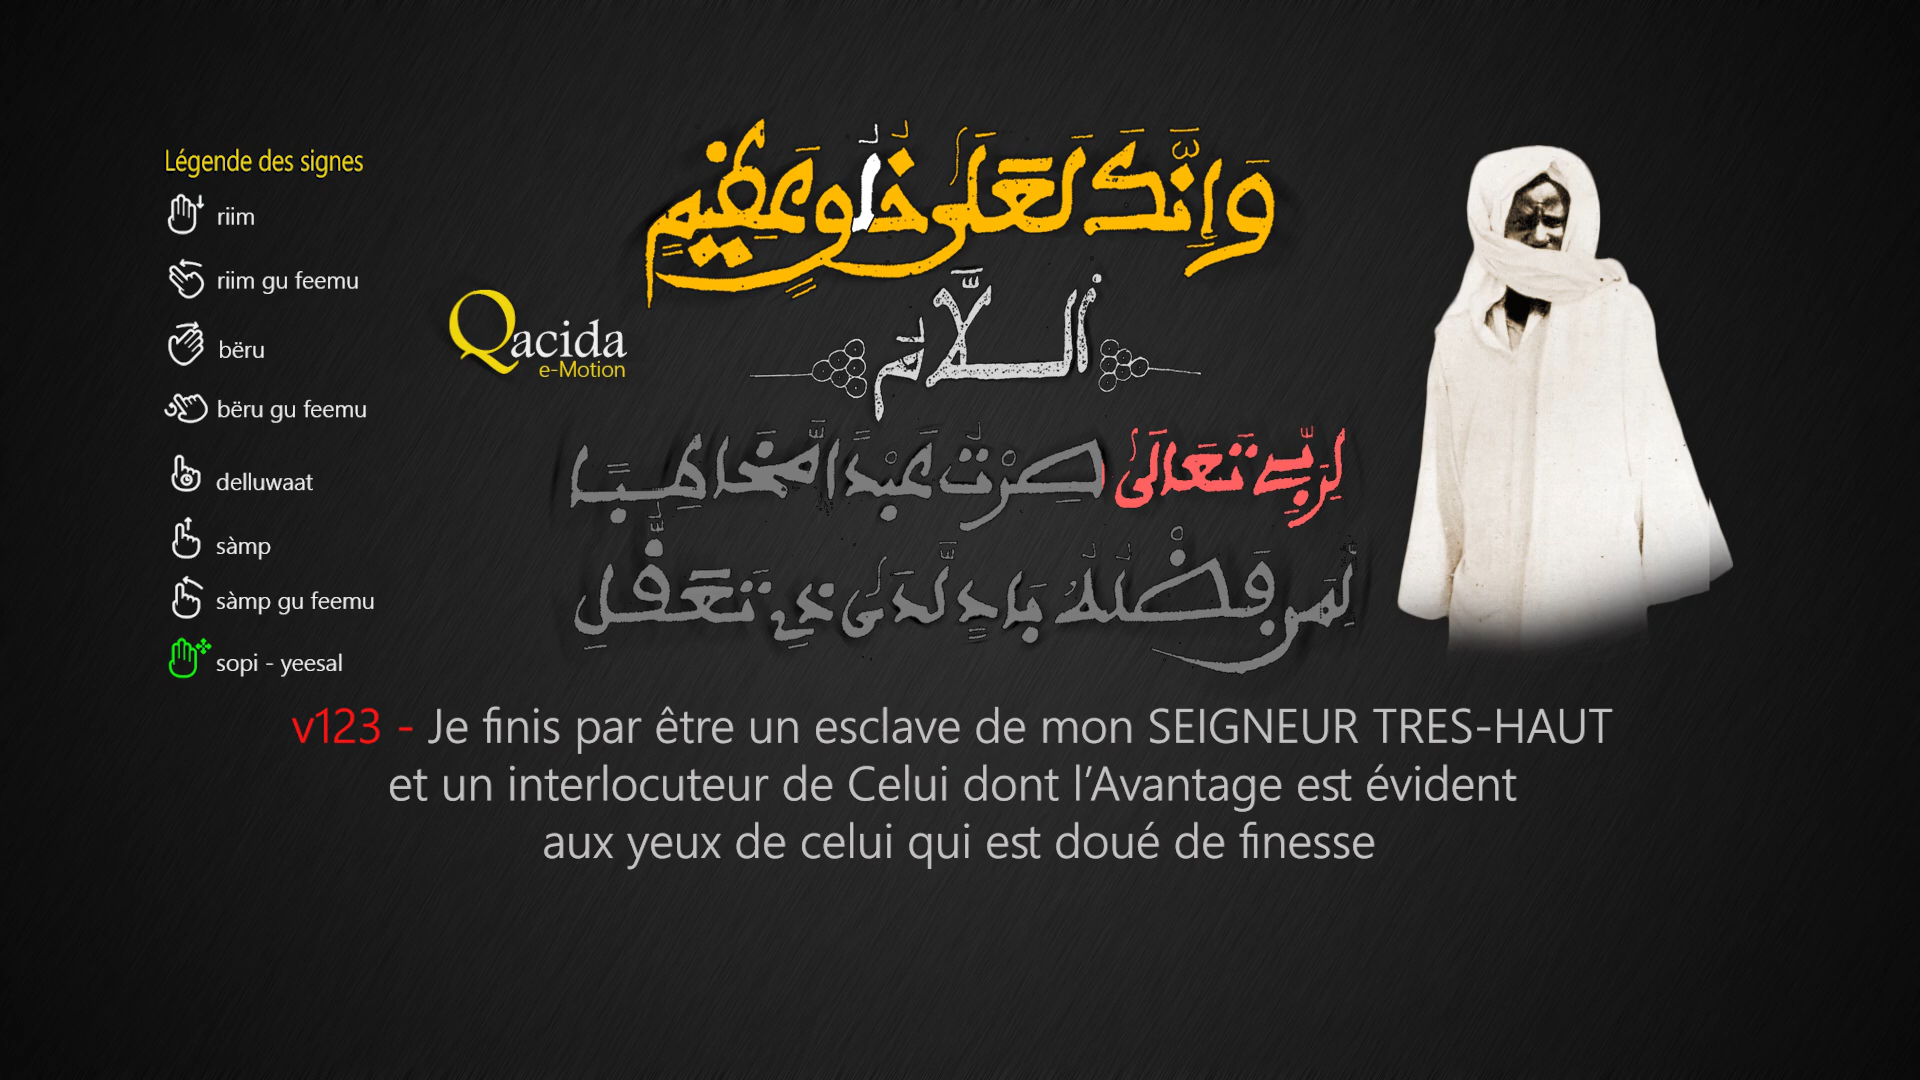 Légende des signes
riim
riim gu feemu
bëru
bëru gu feemu
delluwaat
sàmp
sàmp gu feemu
sopi - yeesal
Qacida
e-Motion
وَإِنَّكَ لَعَلَىٰ خُلُقٍ عَظِيمٍ
اللَّام
لِرَبِّي تَعَالَىٰ صِرْتُ عَبْدًا مُّخَاطِبًا
لِمَن فَضْلُهُ بَادٍ لَدَىٰ ذِي تَعَقُّلِ
v123 - Je finis par être un esclave de mon SEIGNEUR TRES-HAUT
et un interlocuteur de Celui dont l’Avantage est évident
aux yeux de celui qui est doué de finesse